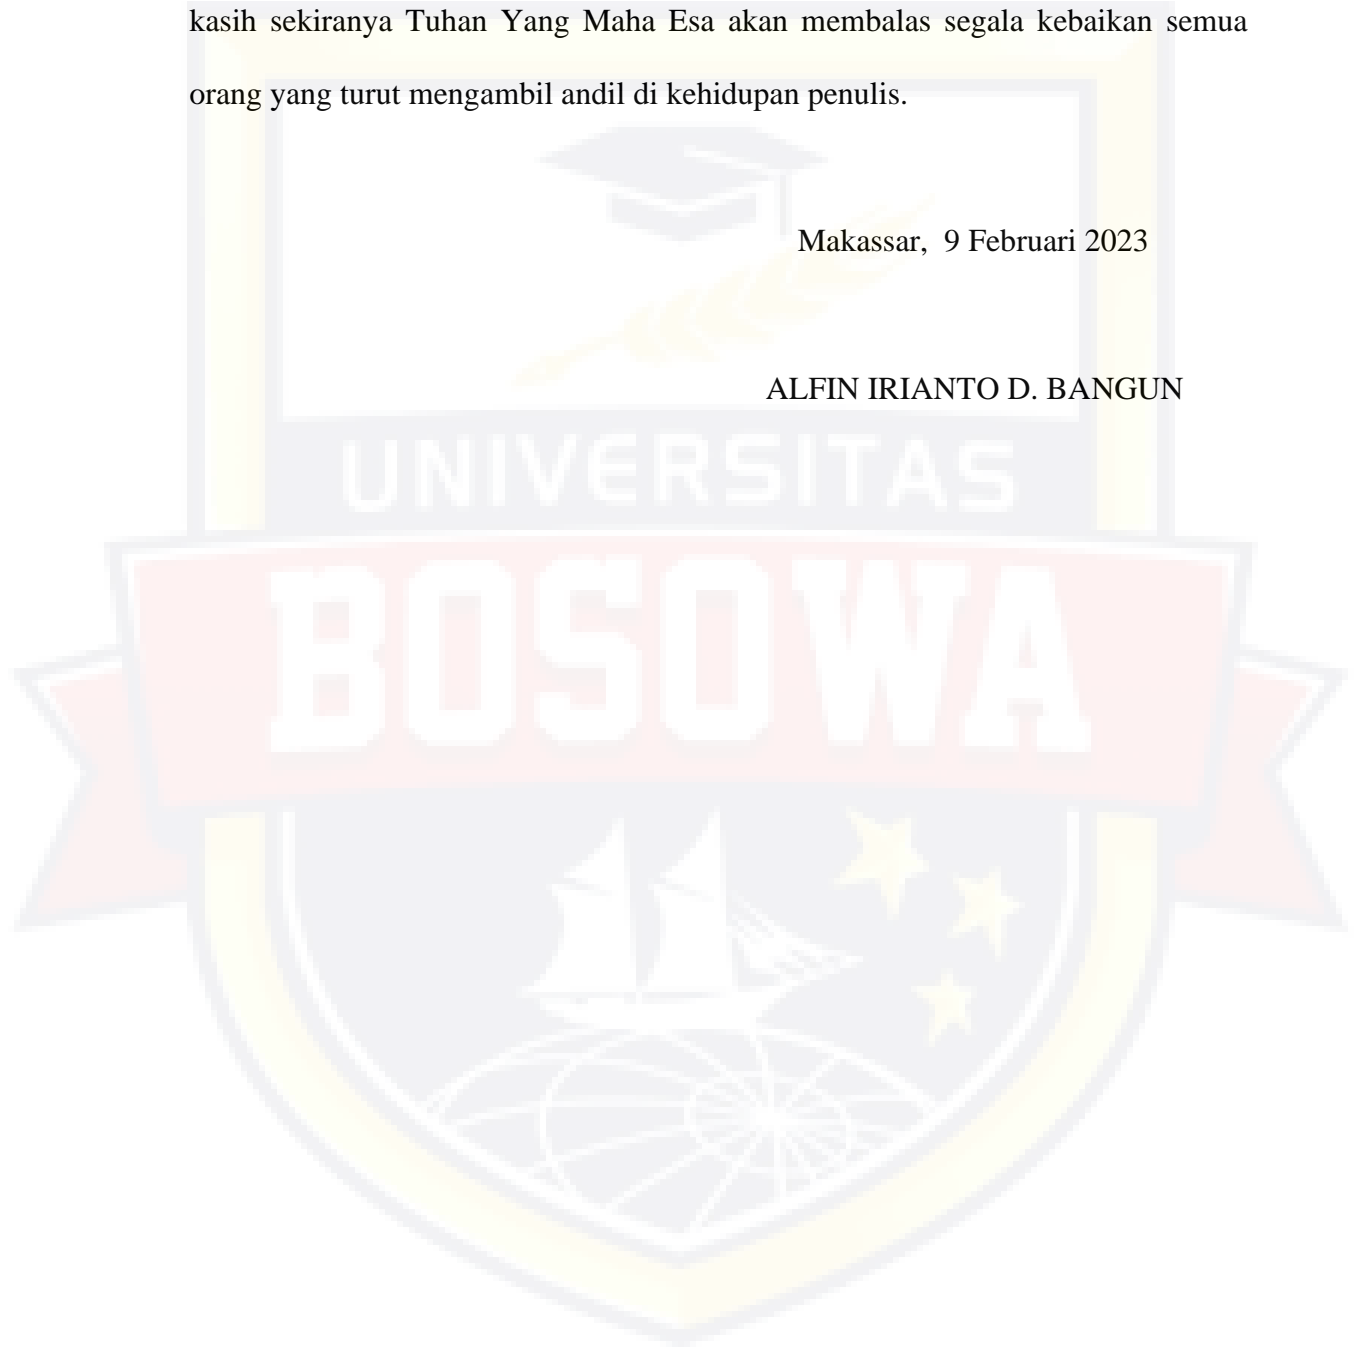 kasih sekiranya Tuhan Yang Maha Esa akan membalas segala kebaikan semua
orang yang turut mengambil andil di kehidupan penulis.
Makassar,  9 Februari 2023
ALFIN IRIANTO D. BANGUN
UNIVERSITAS
BOSOWA